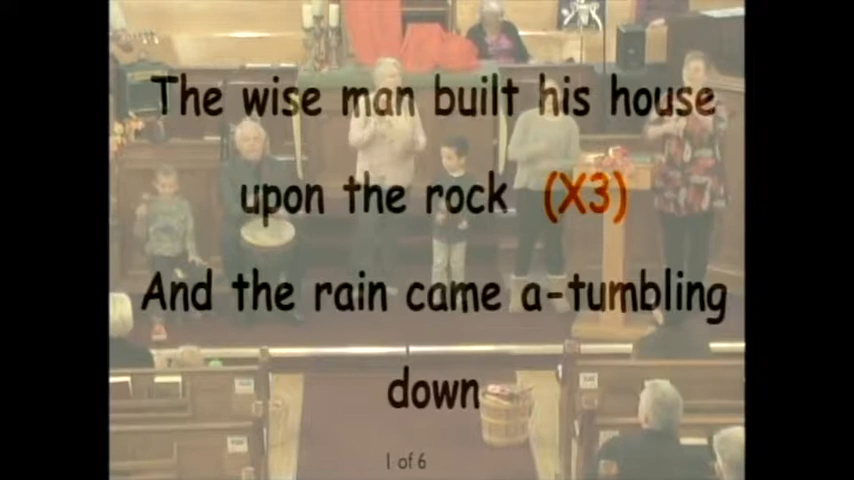 The wise man built his house
upon the rock (X3)
And the rain came a-tumbling
down
1 of 6